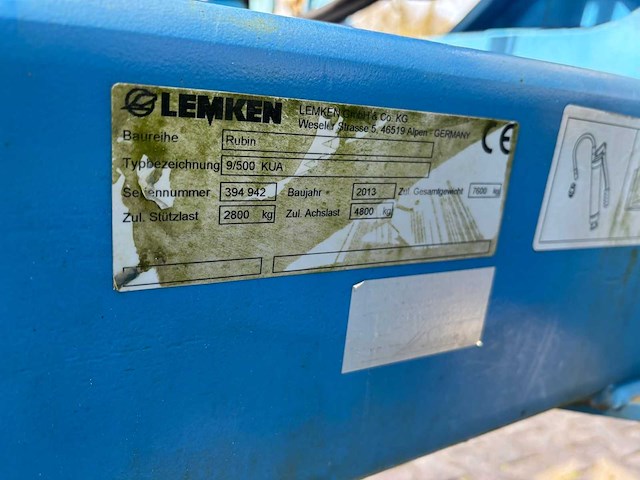 LEMKEN
LEMKEN GmbH & Co. KG
Weseler Strasse 5, 46519 Alpen - GERMANY
CE
Baureihe Rubin
Typbezeichnung 9/500 KUA
Seriennummer 394 942 Baujahr 2013 Zul. Gesamtgewicht 7600 kg
Zul. Stützlast 2800 kg Zul. Achslast 4800 kg